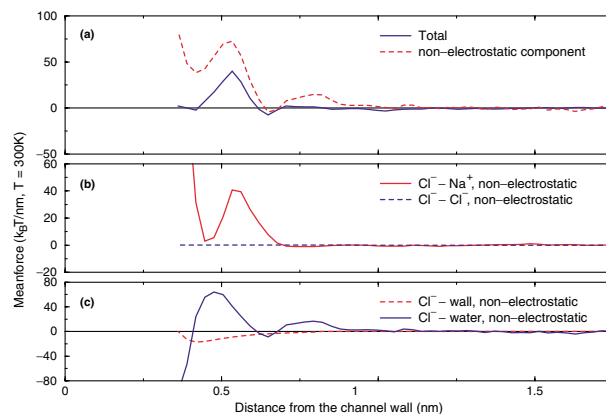 (a)
Total
non−electrostatic component
100
50
0
−50
(b)
Cl⁻ − Na⁺, non−electrostatic
Cl⁻ − Cl⁻, non−electrostatic
60
40
20
0
−20
(c)
Cl⁻ − wall, non−electrostatic
Cl⁻ − water, non−electrostatic
80
40
0
−40
−80
0 0.5 1 1.5
Distance from the channel wall (nm)
Meanforce (kBT/nm, T = 300K)